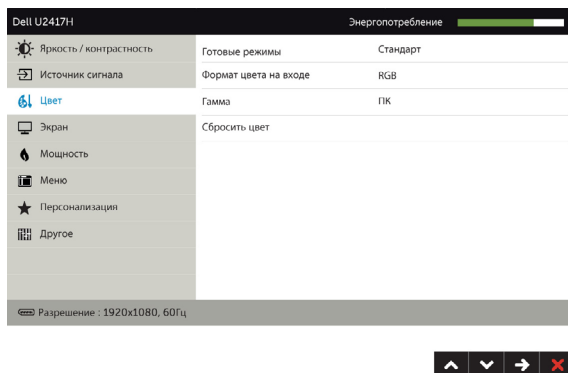 Dell U2417H Энергопотребление
Яркость / контрастность
Источник сигнала
Цвет
Экран
Мощность
Меню
Персонализация
Другое
Готовые режимы Стандарт
Формат цвета на входе RGB
Гамма ПК
Сбросить цвет
Разрешение : 1920x1080, 60Гц